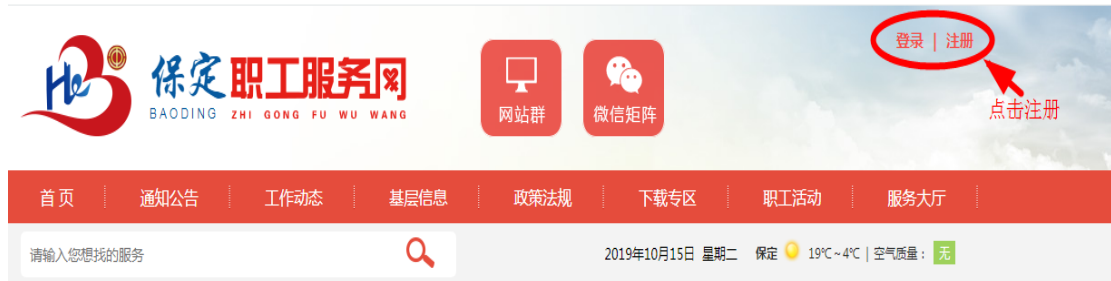 登录 | 注册
保定职工服务网
BAODING ZHI GONG FU WU WANG
网站群
微信矩阵
点击注册
首页 通知公告 工作动态 基层信息 政策法规 下载专区 职工活动 服务大厅
请输入您想找的服务
2019年10月15日 星期二 保定 19℃~4℃ | 空气质量： 无